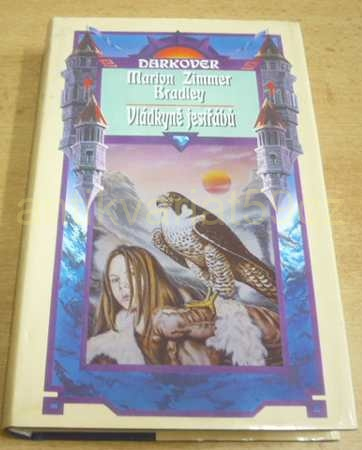 DARKOVER
Marion Zimmer
Bradley
Vládkyně jestřábů